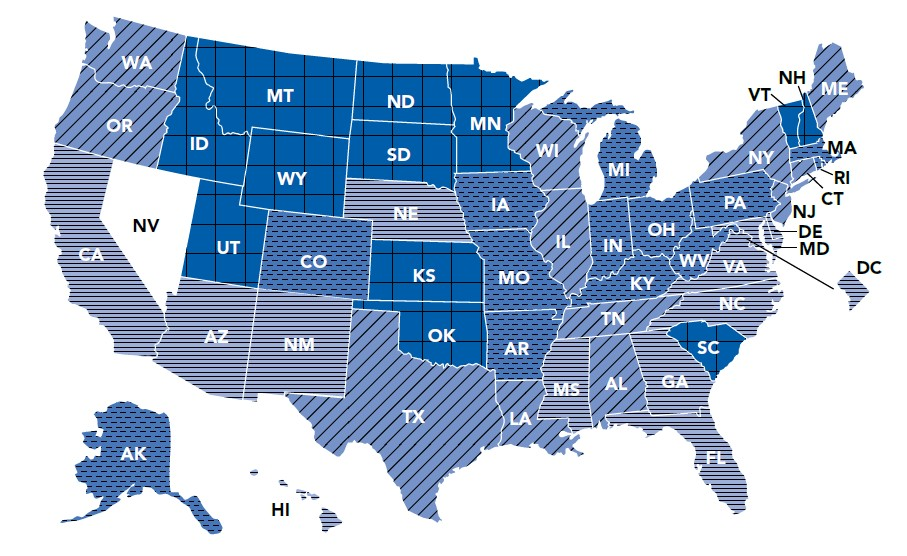 WA
MT
ND
MN
OR
ID
SD
WY
WI
MI
NY
VT
NH
ME
MA
RI
CT
NJ
DE
MD
DC
NV
UT
NE
IA
PA
CA
CO
KS
MO
IL
IN
OH
WV
VA
KY
NC
TN
AZ
NM
OK
AR
SC
MS
AL
GA
TX
LA
FL
AK
HI